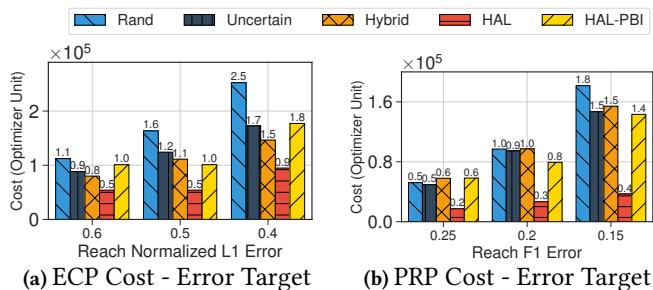 Rand Uncertain Hybrid HAL HAL-PBI
×10⁵
Cost (Optimizer Unit)
2
1
0
1.1 0.9 0.8 0.5 1.0
1.6 1.2 1.1 0.5 1.0
2.5 1.7 1.5 0.9 1.8
0.6 0.5 0.4
Reach Normalized L1 Error
(a) ECP Cost - Error Target
×10⁵
Cost (Optimizer Unit)
1.6
0.8
0.0
0.5 0.5 0.6 0.2 0.6
1.0 0.9 1.0 0.3 0.8
1.8 1.5 1.5 0.4 1.4
0.25 0.2 0.15
Reach F1 Error
(b) PRP Cost - Error Target